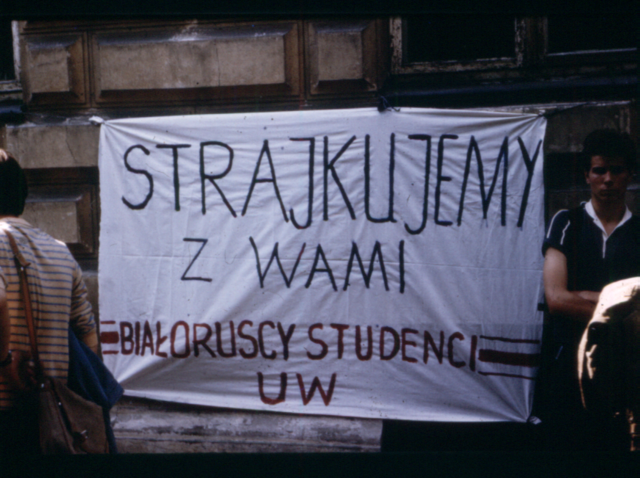 STRAJKUJEMY
Z WAMI
BIAŁORUSCY STUDENCI
UW